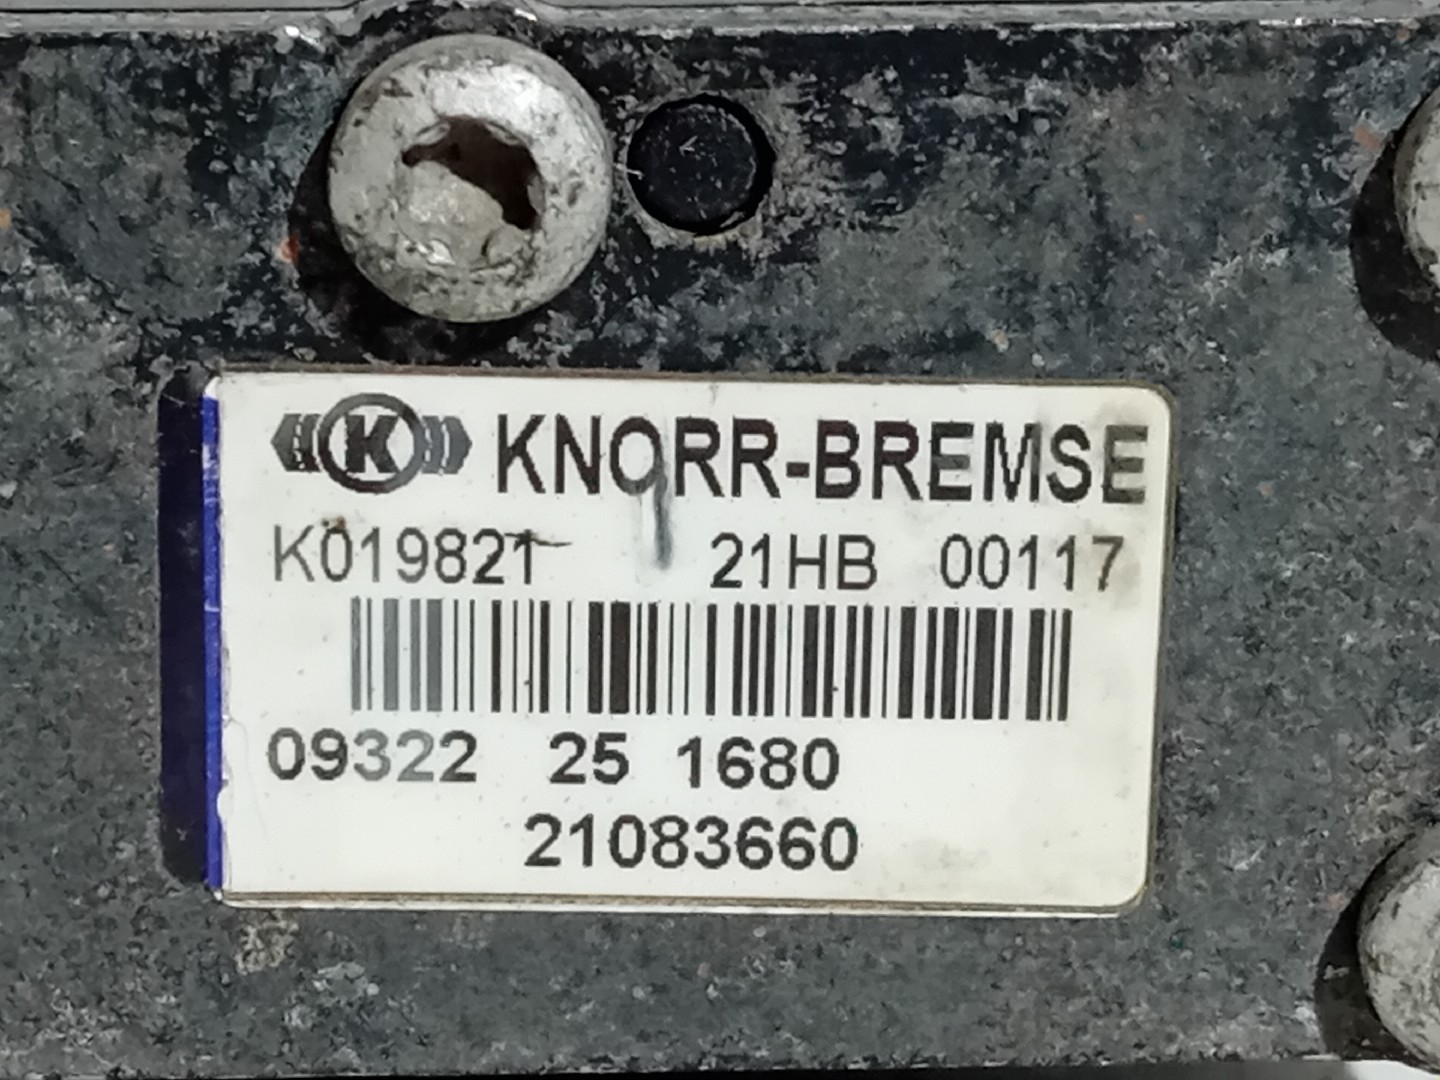 K KNORR-BREMSE
K019821 21HB 00117
09322 25 1680
21083660